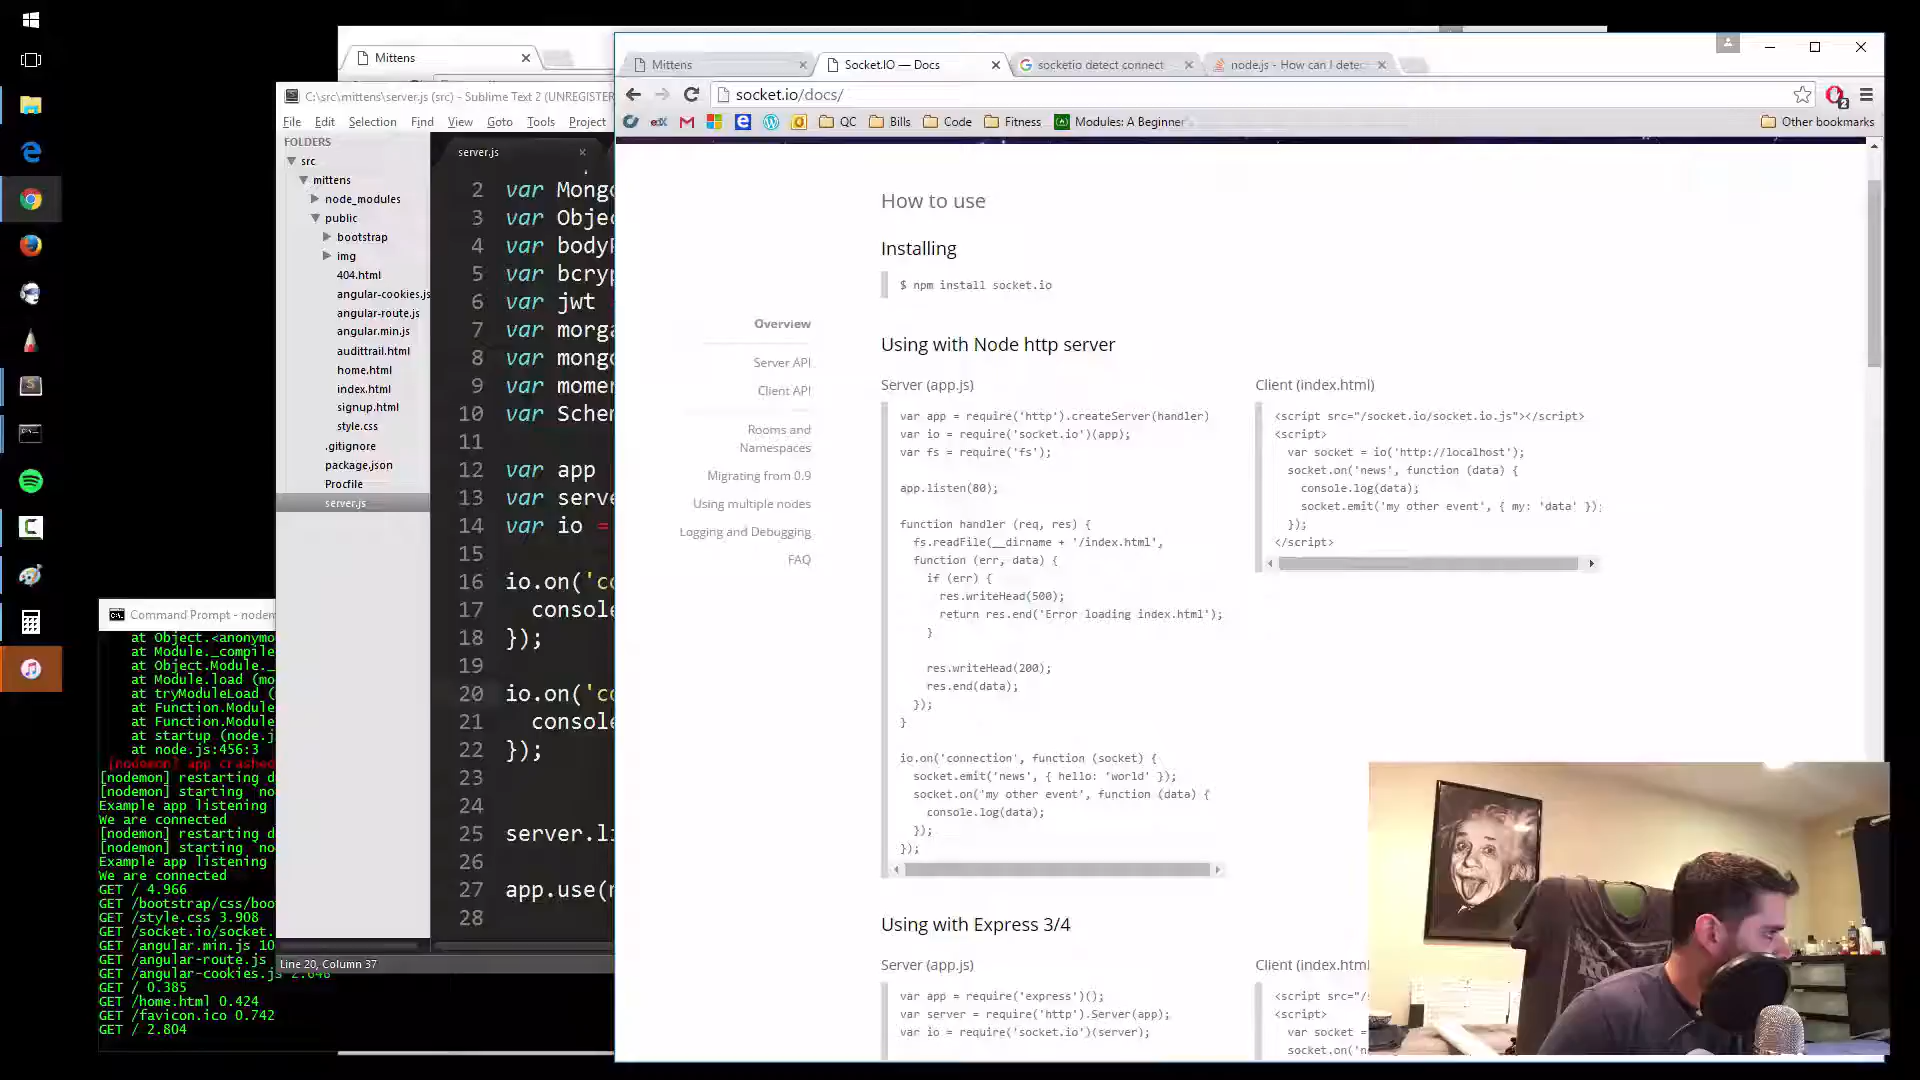 Mittens
C:\src\mittens\server.js (src) - Sublime Text 2 (UNREGISTER
File Edit Selection Find View Goto Tools Project
FOLDERS
src
mittens
node_modules
public
bootstrap
img
404.html
angular-cookies.js
angular-route.js
angular.min.js
audittrail.html
home.html
index.html
signup.html
style.css
.gitignore
package.json
Procfile
server.js
server.js
2 var Mongo
3 var Objec
4 var bodyP
5 var bcryp
6 var jwt
7 var morga
8 var mongo
9 var momen
10 var Schem
11
12 var app
13 var serve
14 var io =
15
16 io.on('co
17 console
18 });
19
20 io.on('co
21 console
22 });
23
24
25 server.li
26
27 app.use(m
28
Line 20, Column 37
Command Prompt - nodem
at Object.<anonymo
at Module._compile
at Object.Module._
at Module.load (mo
at tryModuleLoad (
at Function.Module
at Function.Module
at startup (node.j
at node.js:456:3
[nodemon] app crashed
[nodemon] restarting d
[nodemon] starting `no
Example app listening
We are connected
[nodemon] restarting d
[nodemon] starting `no
Example app listening
We are connected
GET / 4.966
GET /bootstrap/css/boo
GET /style.css 3.908
GET /socket.io/socket.
GET /angular.min.js 10
GET /angular-route.js
GET /angular-cookies.js 2.648
GET / 0.385
GET /home.html 0.424
GET /favicon.ico 0.742
GET / 2.804
Mittens
Socket.IO — Docs
socketio detect connect
node.js - How can I detec
socket.io/docs/
2
edX
QC
Bills
Code
Fitness
Modules: A Beginner
Other bookmarks
Overview
Server API
Client API
Rooms and
Namespaces
Migrating from 0.9
Using multiple nodes
Logging and Debugging
FAQ
How to use
Installing
$ npm install socket.io
Using with Node http server
Server (app.js)
var app = require('http').createServer(handler)
var io = require('socket.io')(app);
var fs = require('fs');
app.listen(80);
function handler (req, res) {
fs.readFile(__dirname + '/index.html',
function (err, data) {
if (err) {
res.writeHead(500);
return res.end('Error loading index.html');
}
res.writeHead(200);
res.end(data);
});
}
io.on('connection', function (socket) {
socket.emit('news', { hello: 'world' });
socket.on('my other event', function (data) {
console.log(data);
});
});
Client (index.html)
<script src="/socket.io/socket.io.js"></script>
<script>
var socket = io('http://localhost');
socket.on('news', function (data) {
console.log(data);
socket.emit('my other event', { my: 'data' });
});
</script>
Using with Express 3/4
Server (app.js)
var app = require('express')();
var server = require('http').Server(app);
var io = require('socket.io')(server);
Client (index.html
<script src="/s
<script>
var socket =
socket.on('n